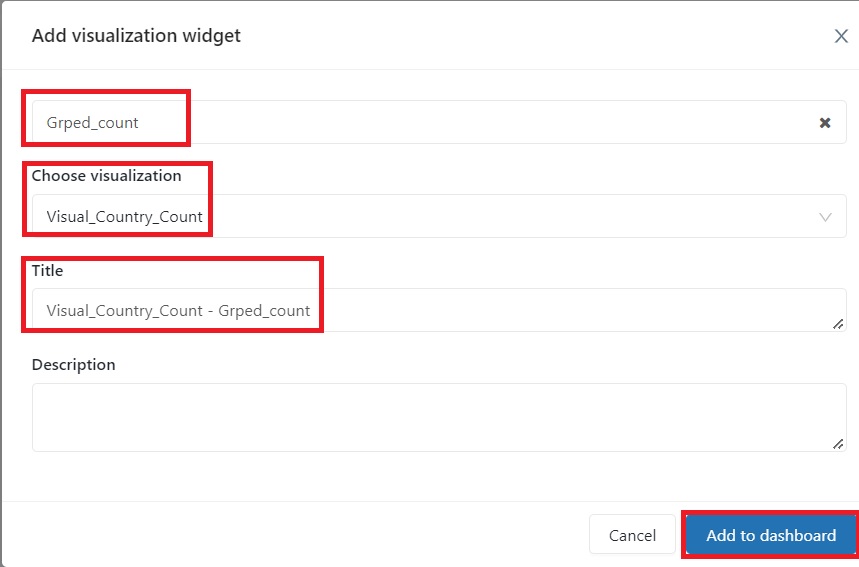 Add visualization widget
Grped_count
Choose visualization
Visual_Country_Count
Title
Visual_Country_Count - Grped_count
Description
Cancel
Add to dashboard